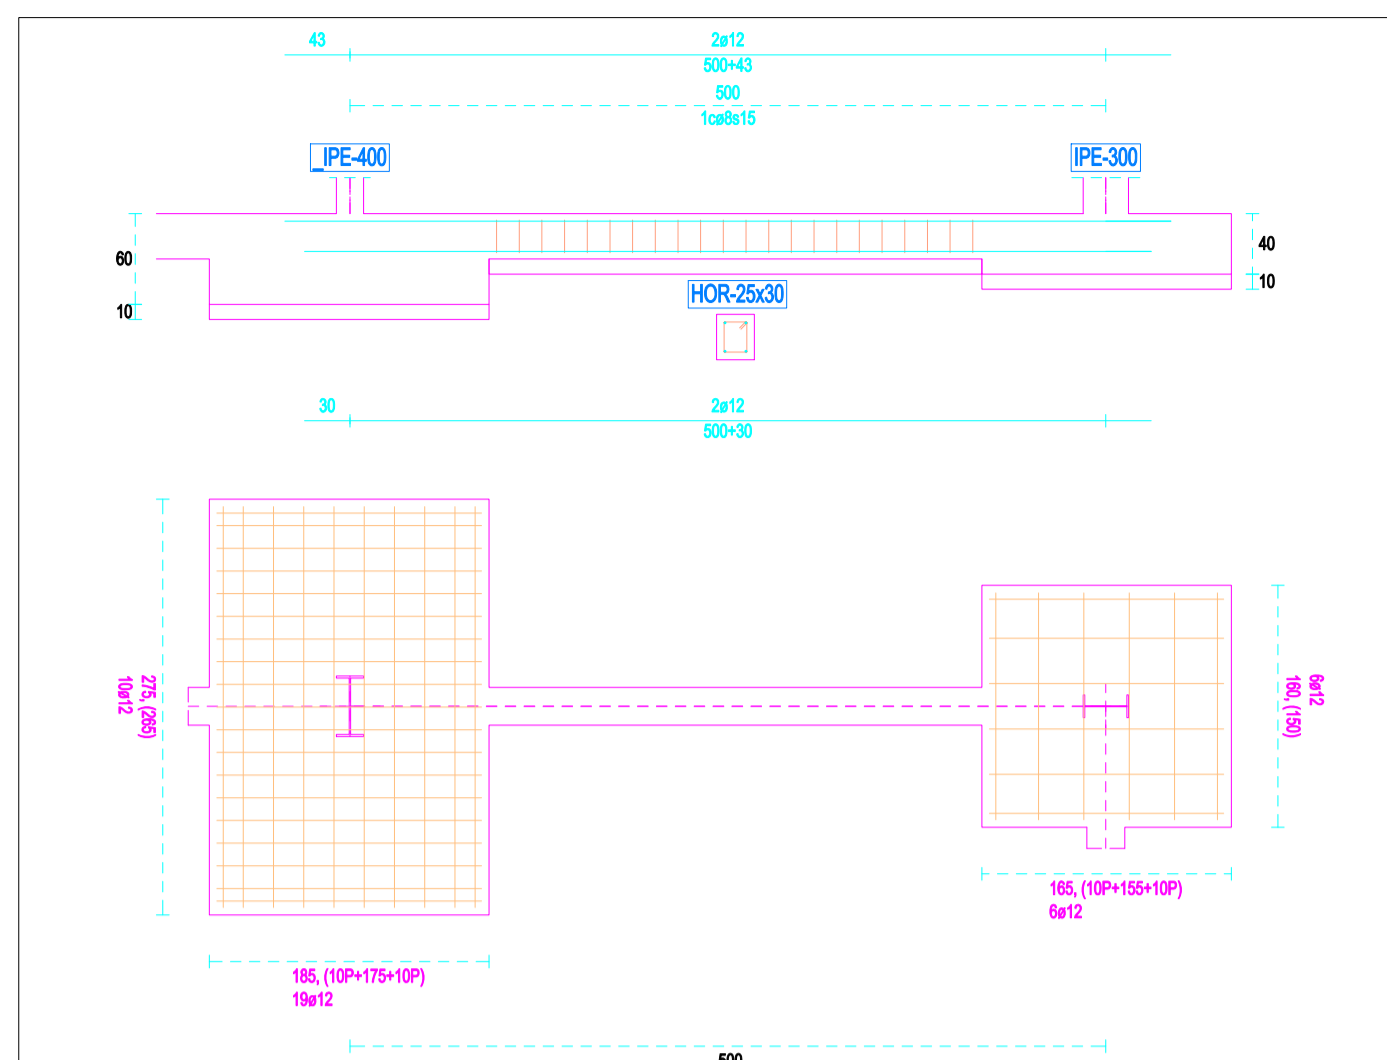 43
2ø12
500+43
500
1cø8s15
_IPE-400
IPE-300
60
10
40
10
HOR-25x30
30
2ø12
500+30
275, (265)
10ø12
6ø12
160, (150)
165, (10P+155+10P)
6ø12
185, (10P+175+10P)
19ø12
500